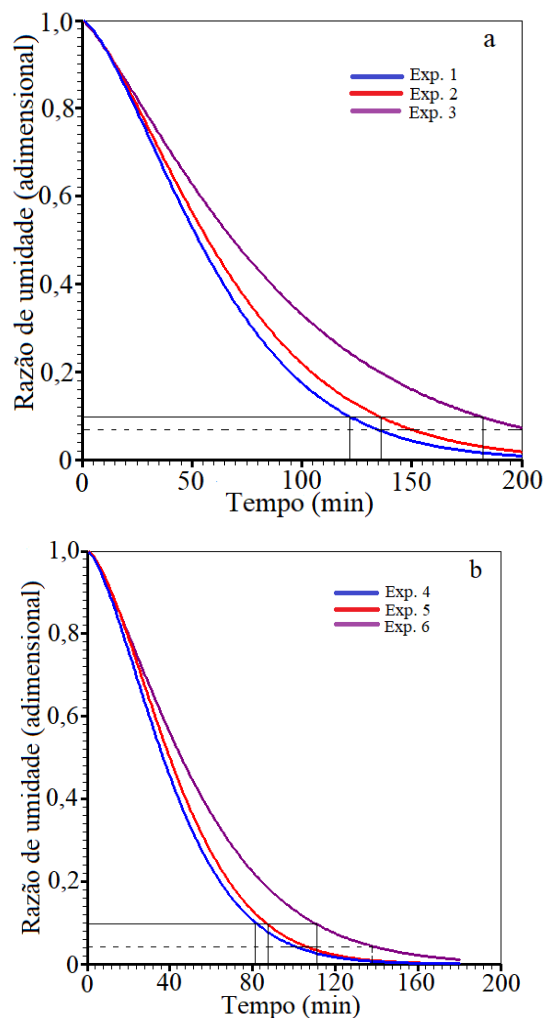 a
1,0
0,8
0,6
0,4
0,2
0
Razão de umidade (adimensional)
Exp. 1
Exp. 2
Exp. 3
0
50
100
150
200
Tempo (min)
b
1,0
0,8
0,6
0,4
0,2
0
Razão de umidade (adimensional)
Exp. 4
Exp. 5
Exp. 6
0
40
80
120
160
200
Tempo (min)